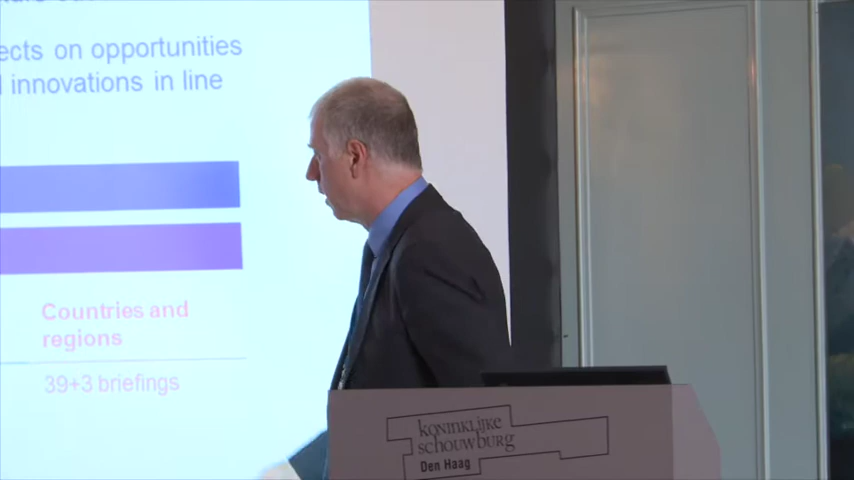 ects on opportunities
innovations in line
Countries and
regions
39+3 briefings
koninklijke
schouwburg
Den Haag